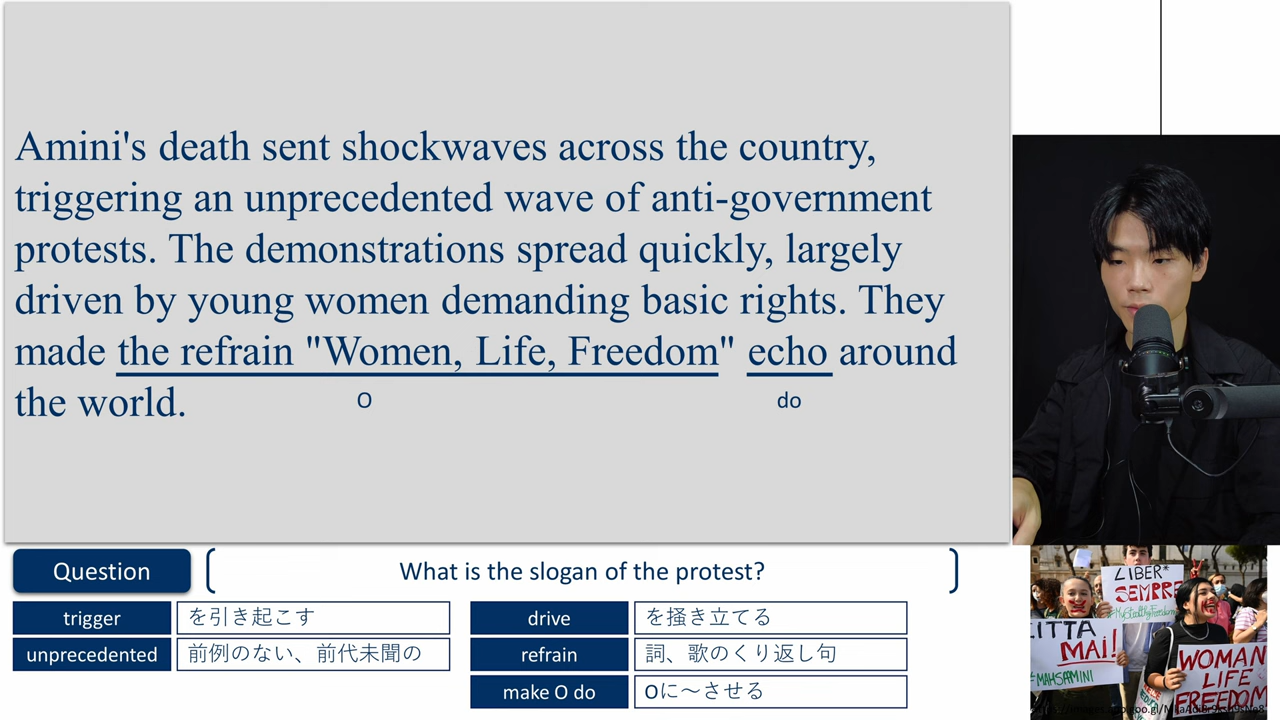 Amini's death sent shockwaves across the country,
triggering an unprecedented wave of anti-government
protests. The demonstrations spread quickly, largely
driven by young women demanding basic rights. They
made the refrain "Women, Life, Freedom" echo around
the world.
O
do
Question
What is the slogan of the protest?
trigger
を引き起こす
drive
を掻き立てる
unprecedented
前例のない、前代未聞の
refrain
詞、歌のくり返し句
make O do
Oに〜させる
LIBER*
SEMPRE
ITTA
MAI!
#MAHSAMINI
WOMAN
LIFE
FREEDOM